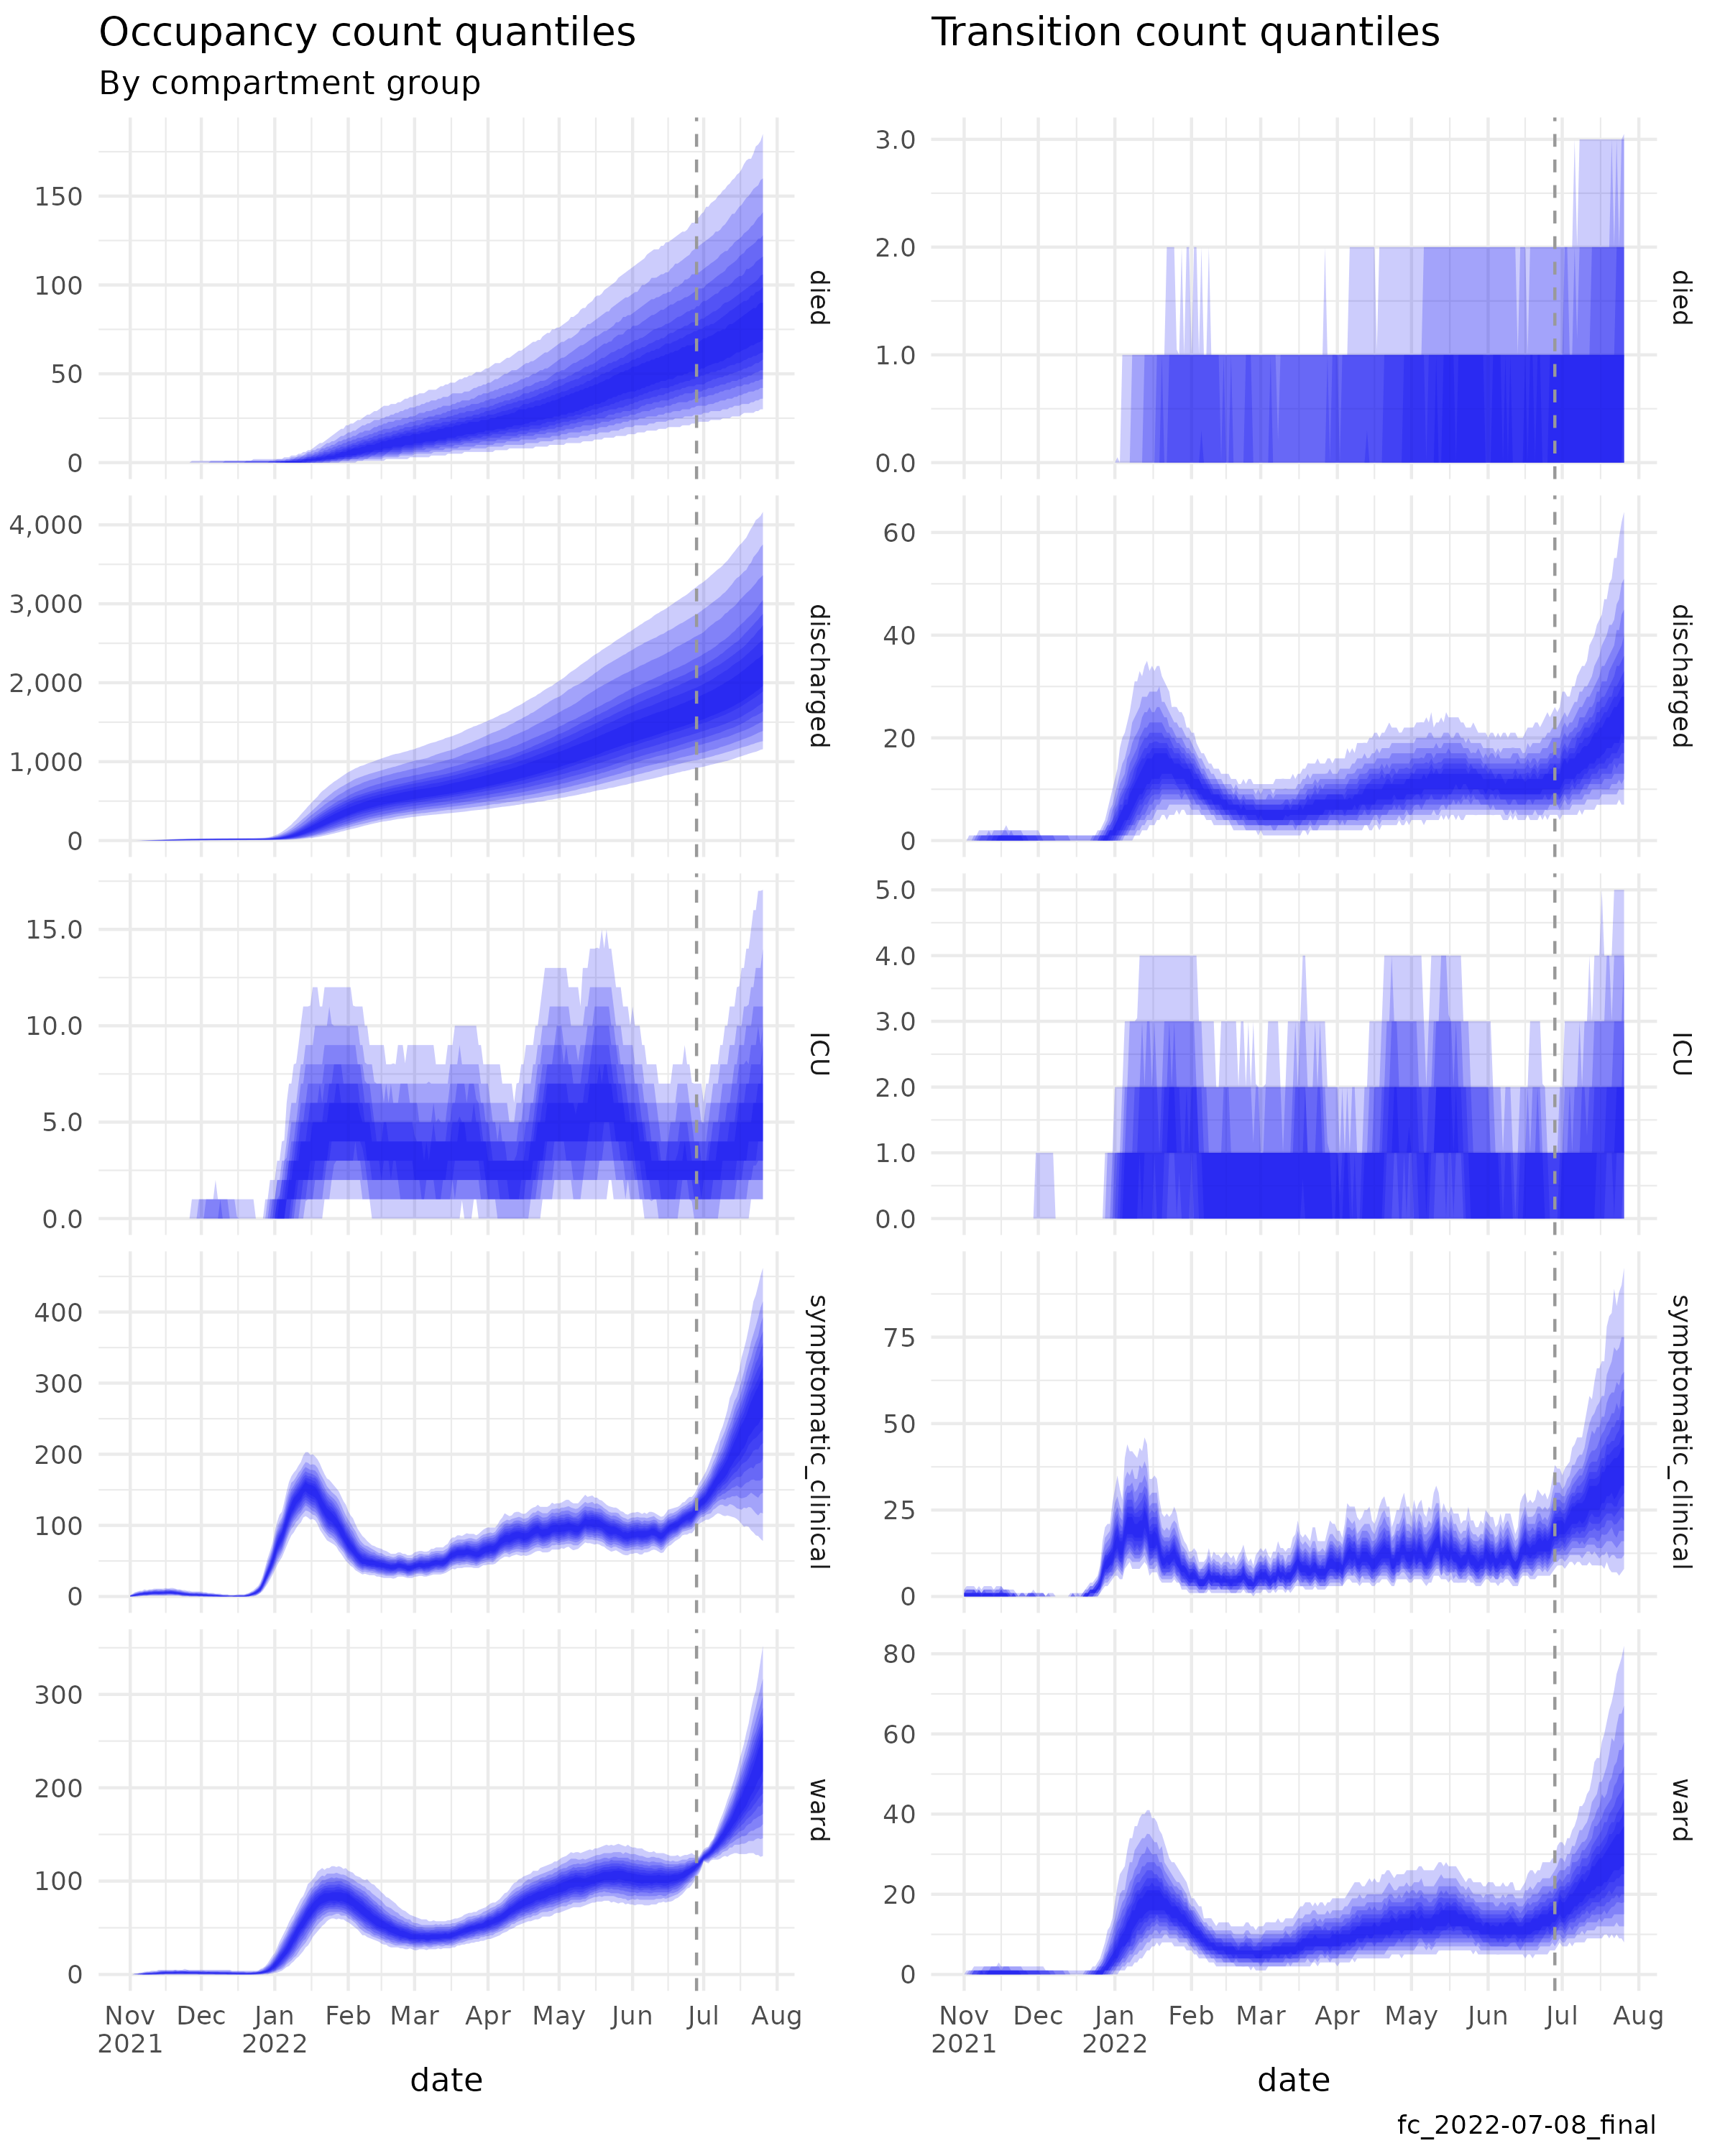 Occupancy count quantiles
By compartment group
150
100
50
0
died
4,000
3,000
2,000
1,000
0
discharged
15.0
10.0
5.0
0.0
ICU
400
300
200
100
0
symptomatic_clinical
300
200
100
0
ward
Nov Dec Jan Feb Mar Apr May Jun Jul Aug
2021 2022
date
Transition count quantiles
3.0
2.0
1.0
0.0
died
60
40
20
0
discharged
5.0
4.0
3.0
2.0
1.0
0.0
ICU
75
50
25
0
symptomatic_clinical
80
60
40
20
0
ward
Nov Dec Jan Feb Mar Apr May Jun Jul Aug
2021 2022
date
fc_2022-07-08_final